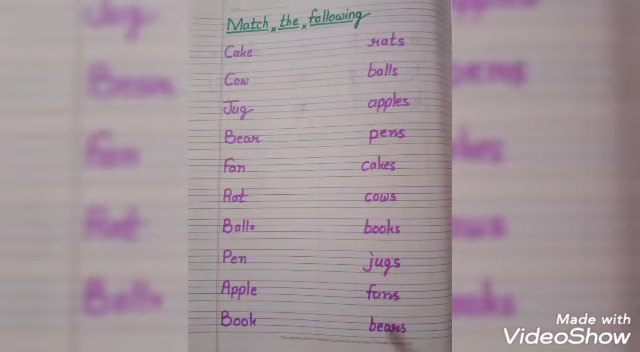 Match the following
Cake rats
Cow balls
Jug apples
Bear pens
Fan cakes
Rat cows
Balls books
Pen jugs
Apple fans
Book bears
Made with
VideoShow